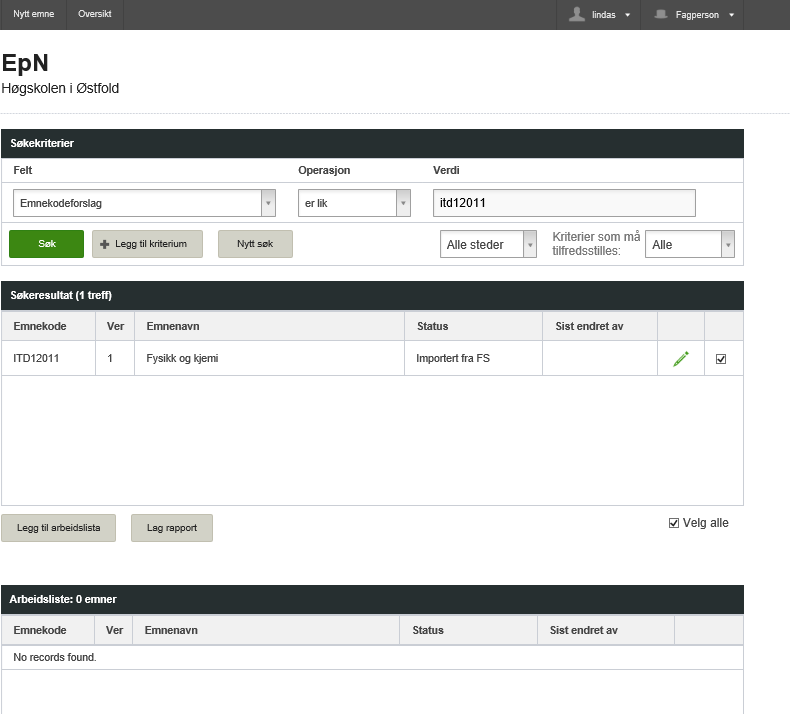 Nytt emne Oversikt lindas Fagperson
EpN
Høgskolen i Østfold
Søkekriterier
Felt Operasjon Verdi
Emnekodeforslag er lik itd12011
Søk Legg til kriterium Nytt søk Alle steder Kriterier som må tilfredsstilles: Alle
Søkeresultat (1 treff)
Emnekode Ver Emnenavn Status Sist endret av
ITD12011 1 Fysikk og kjemi Importert fra FS
Legg til arbeidslista Lag rapport Velg alle
Arbeidsliste: 0 emner
Emnekode Ver Emnenavn Status Sist endret av
No records found.